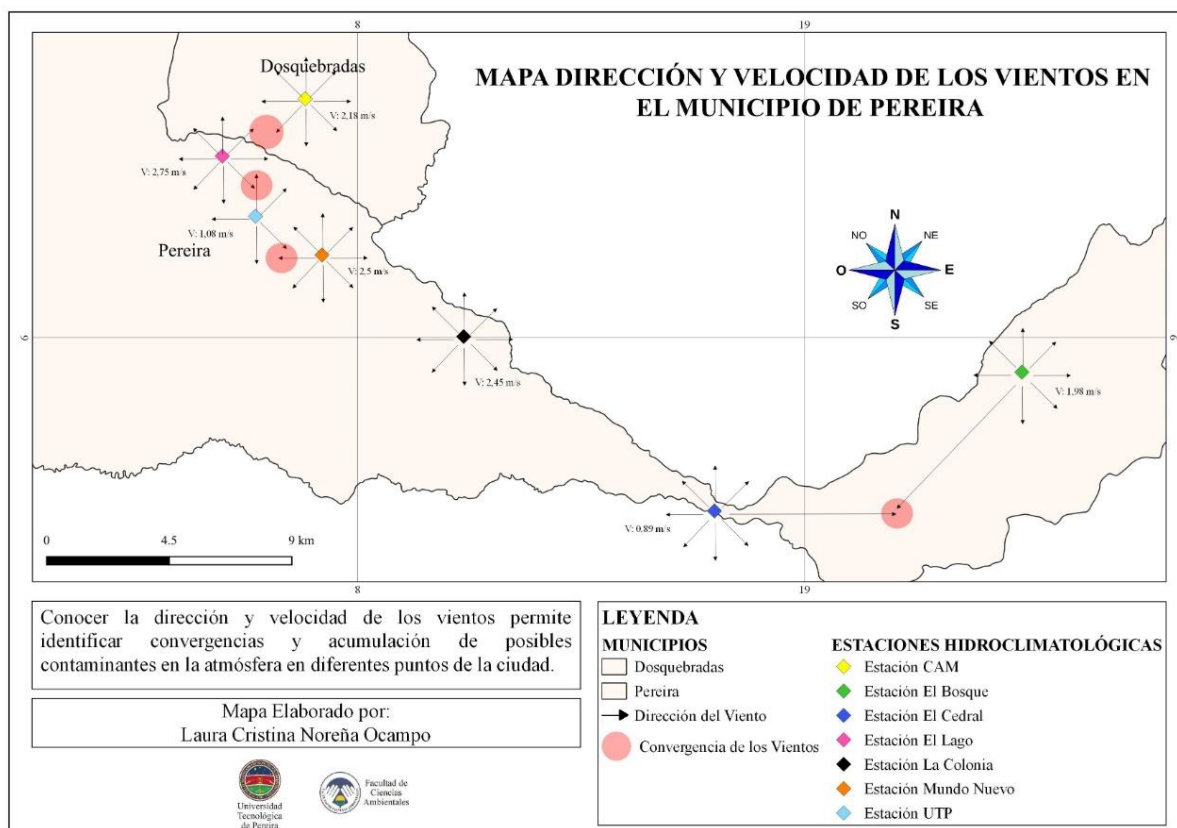 8
19
Dosquebradas
MAPA DIRECCIÓN Y VELOCIDAD DE LOS VIENTOS EN
EL MUNICIPIO DE PEREIRA
V: 2,18 m/s
V: 2,75 m/s
V: 1,08 m/s
Pereira
V: 2,5 m/s
N
NO
NE
O
E
SO
SE
S
6
6
V: 2,45 m/s
V: 1,98 m/s
V: 0,89 m/s
0
4.5
9 km
8
19
Conocer la dirección y velocidad de los vientos permite
identificar convergencias y acumulación de posibles
contaminantes en la atmósfera en diferentes puntos de la ciudad.
Mapa Elaborado por:
Laura Cristina Noreña Ocampo
Universidad
Tecnológica
de Pereira
Facultad de
Ciencias
Ambientales
LEYENDA
MUNICIPIOS
Dosquebradas
Pereira
Dirección del Viento
Convergencia de los Vientos
ESTACIONES HIDROCLIMATOLÓGICAS
Estación CAM
Estación El Bosque
Estación El Cedral
Estación El Lago
Estación La Colonia
Estación Mundo Nuevo
Estación UTP